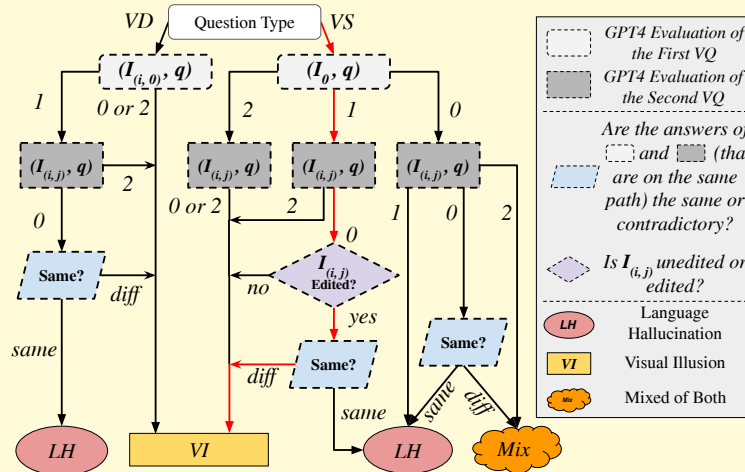 VD
Question Type
VS
(I(i,0), q)
(I0, q)
1
0 or 2
2
1
0
(I(i,j), q)
2
(I(i,j), q)
(I(i,j), q)
(I(i,j), q)
0
0 or 2
2
0
1
0
2
Same?
diff
no
I(i,j)
Edited?
yes
same
diff
Same?
same
Same?
same
diff
LH
VI
LH
Mix
GPT4 Evaluation of
the First VQ
GPT4 Evaluation of
the Second VQ
Are the answers of
and (that
are on the same
path) the same or
contradictory?
Is I(i,j) unedited or
edited?
LH
Language
Hallucination
VI
Visual Illusion
Mix
Mixed of Both